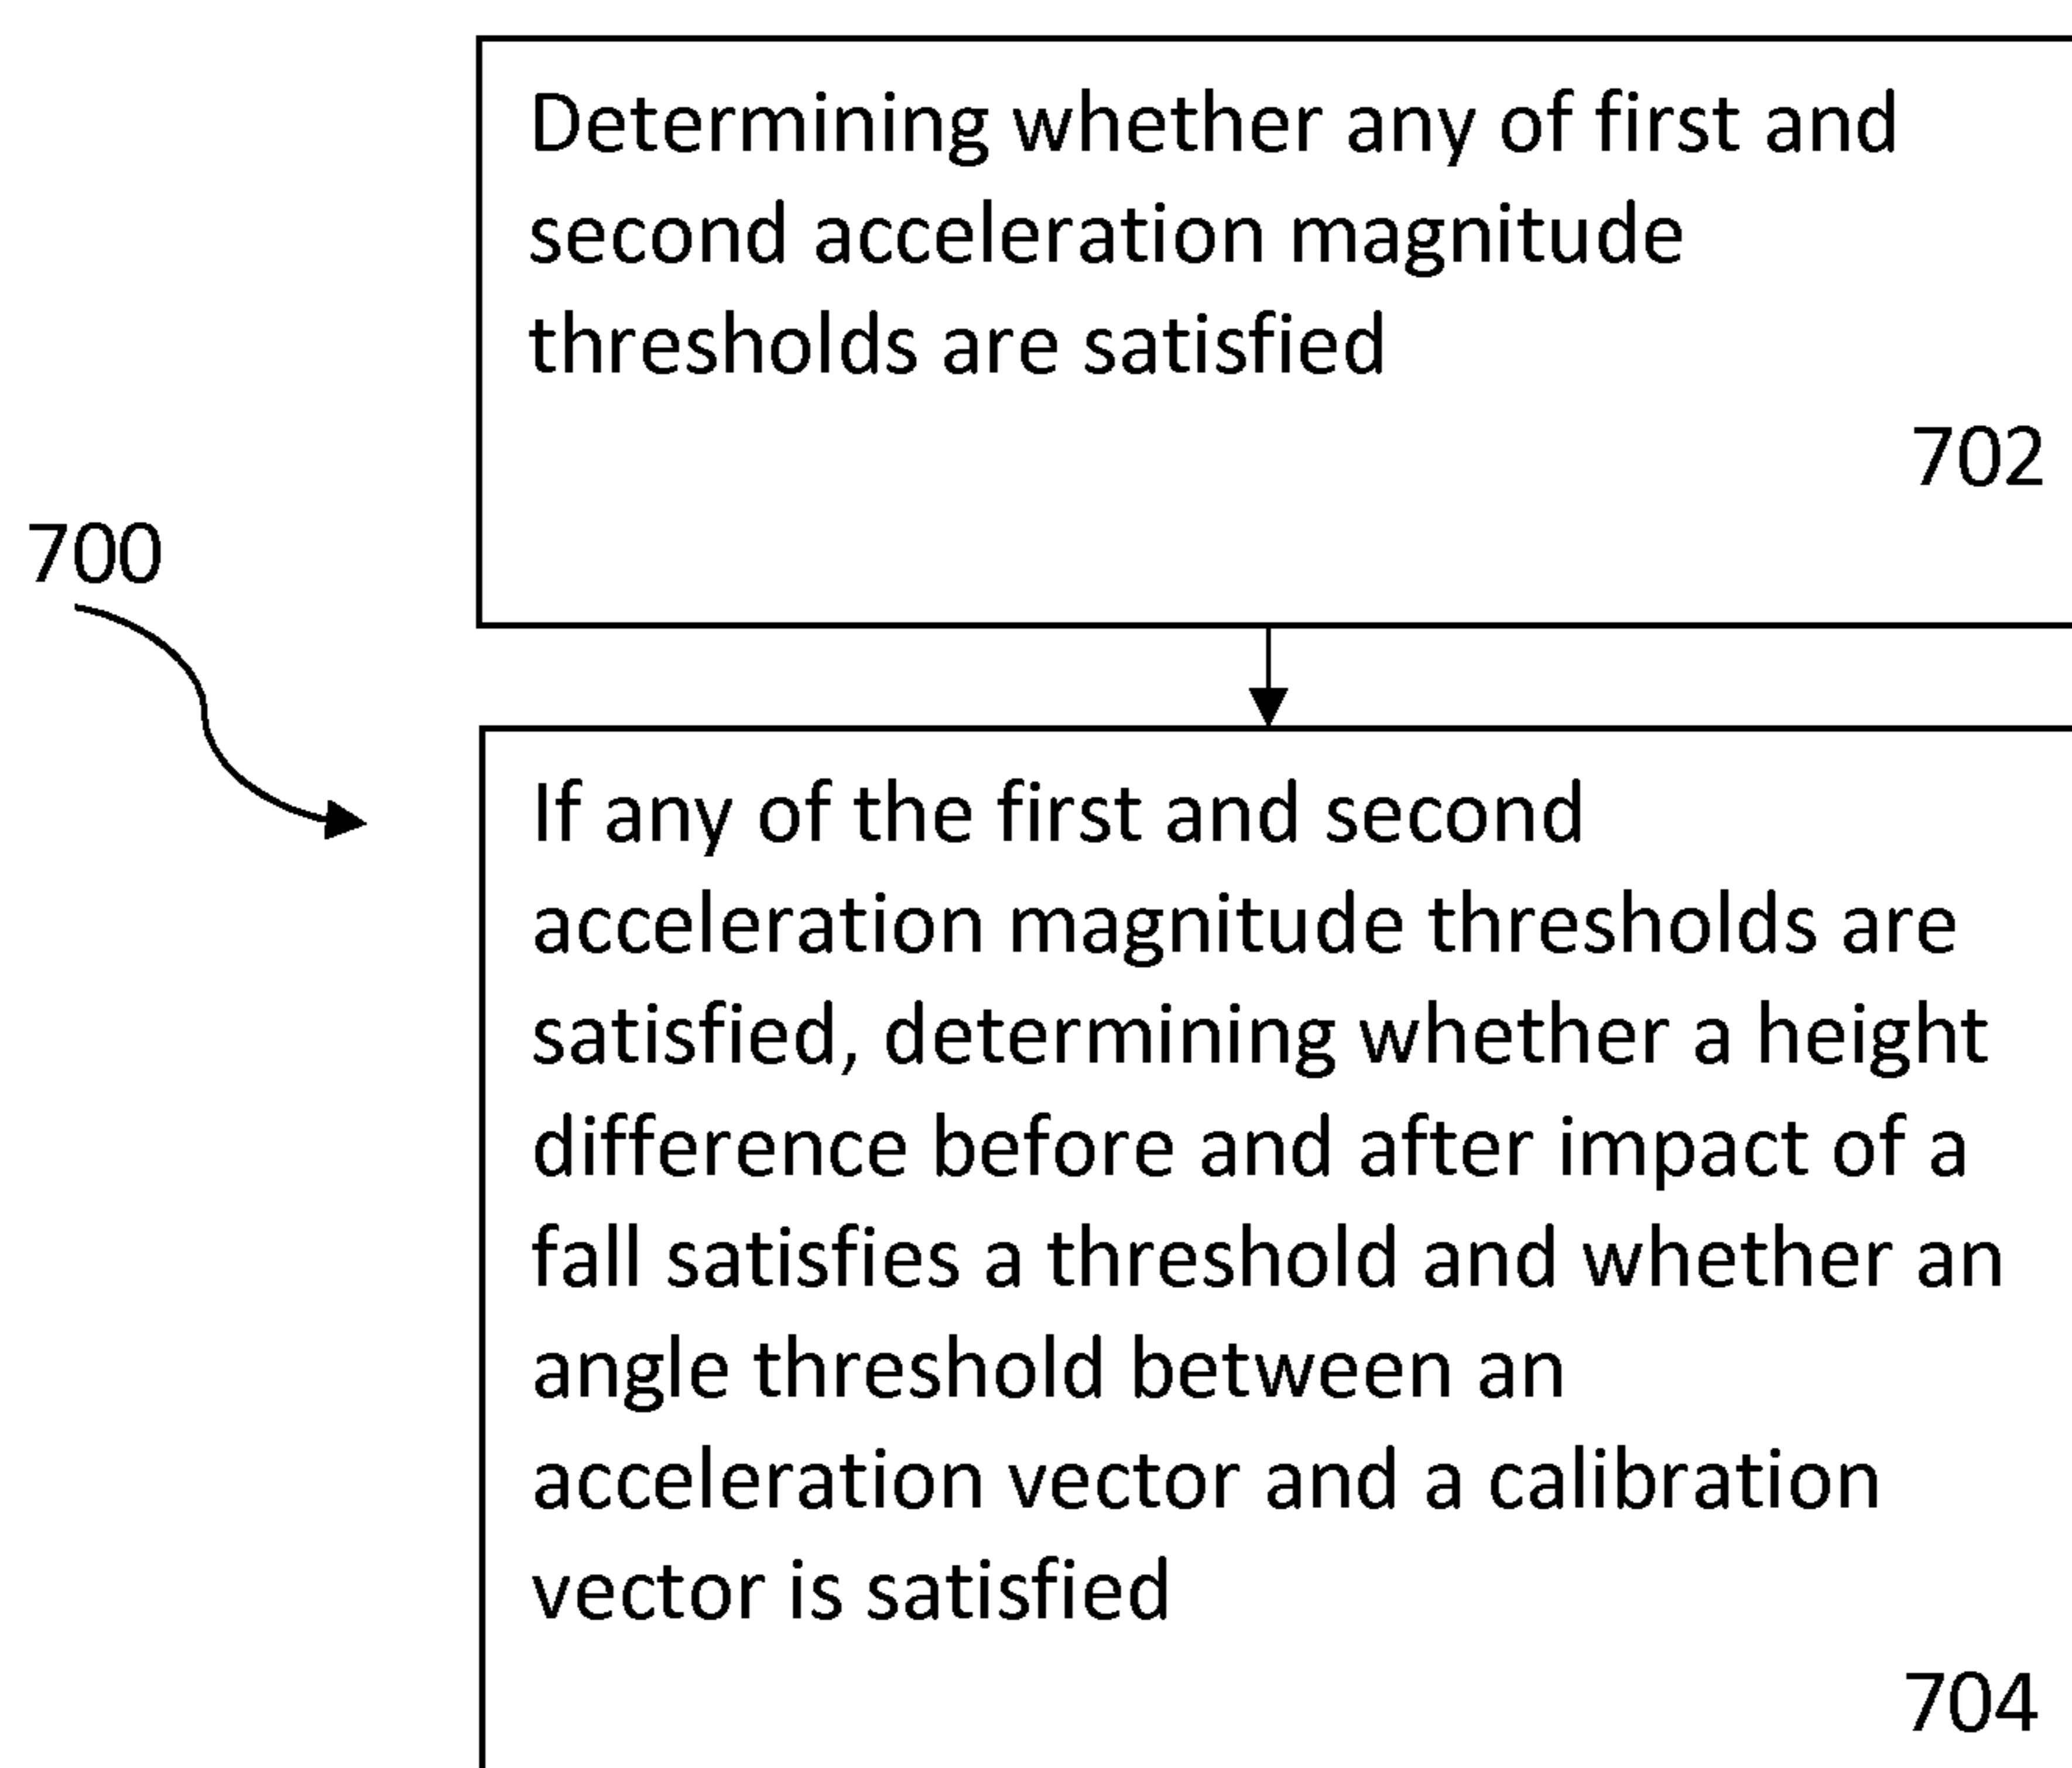 Determining whether any of first and
second acceleration magnitude
thresholds are satisfied
702
700
If any of the first and second
acceleration magnitude thresholds are
satisfied, determining whether a height
difference before and after impact of a
fall satisfies a threshold and whether an
angle threshold between an
acceleration vector and a calibration
vector is satisfied
704